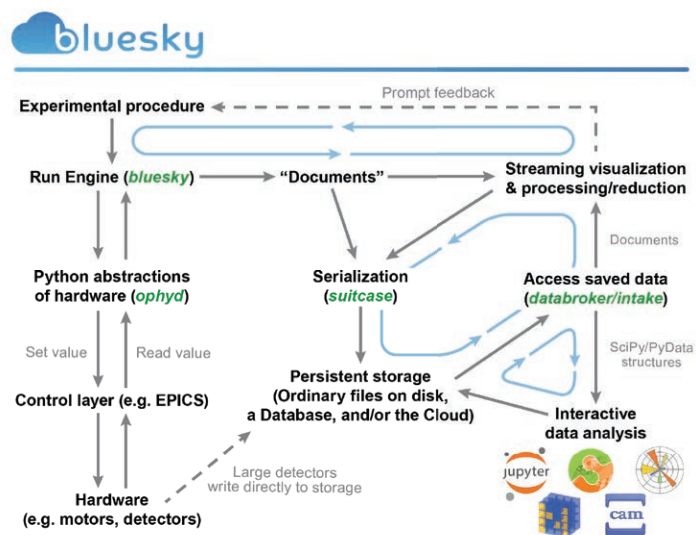 bluesky
Prompt feedback
Experimental procedure
Run Engine (bluesky)
“Documents”
Streaming visualization
& processing/reduction
Documents
Python abstractions
of hardware (ophyd)
Serialization
(suitcase)
Access saved data
(databroker/intake)
Set value
Read value
SciPy/PyData
structures
Control layer (e.g. EPICS)
Persistent storage
(Ordinary files on disk,
a Database, and/or the Cloud)
Interactive
data analysis
Large detectors
write directly to storage
Hardware
(e.g. motors, detectors)
jupyter
cam